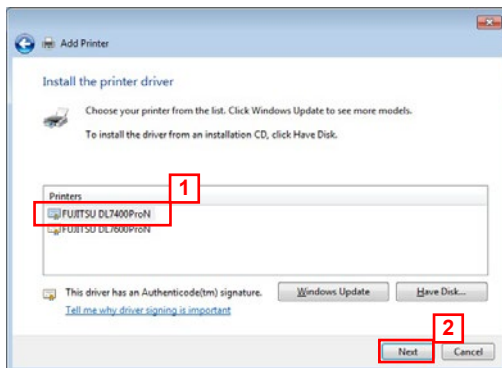 Add Printer
Install the printer driver
Choose your printer from the list. Click Windows Update to see more models.
To install the driver from an installation CD, click Have Disk.
1
Printers
FUJITSU DL7400ProN
FUJITSU DL7600ProN
This driver has an Authenticode(tm) signature.
Windows Update
Have Disk...
Tell me why driver signing is important
2
Next
Cancel